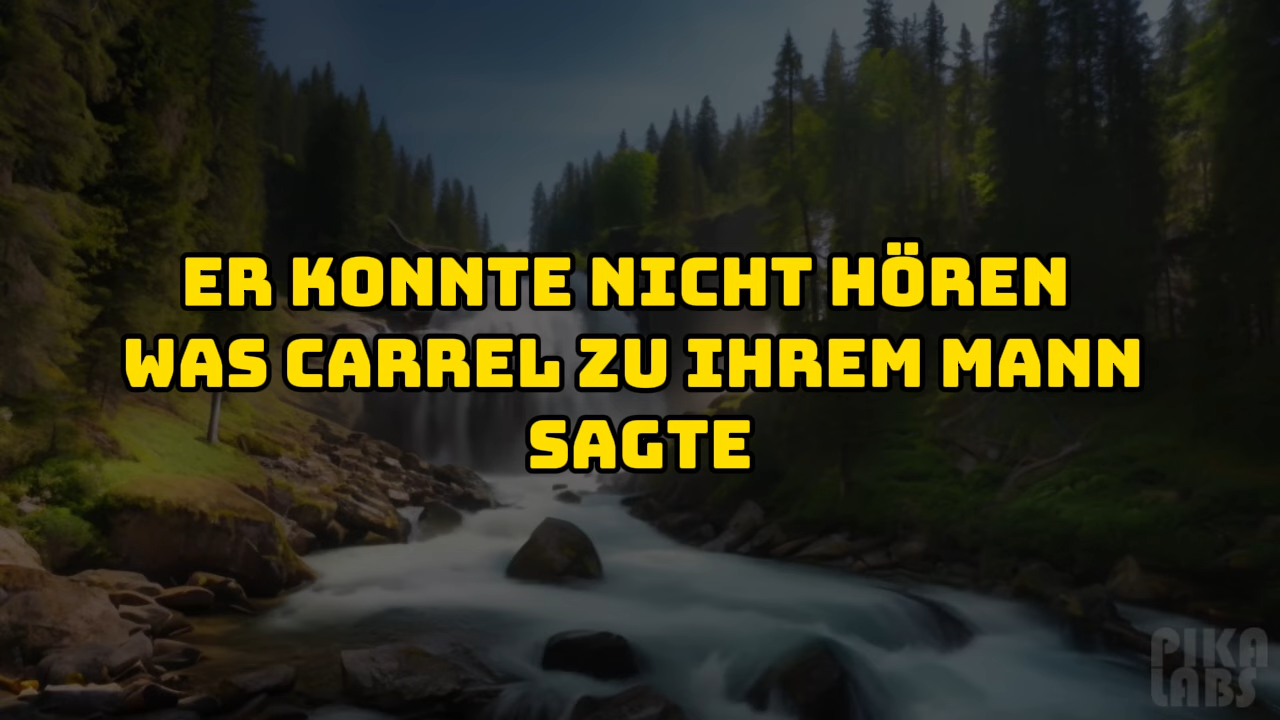 ER KONNTE NICHT HÖREN
WAS CARREL ZU IHREM MANN
SAGTE
PIKA
LABS